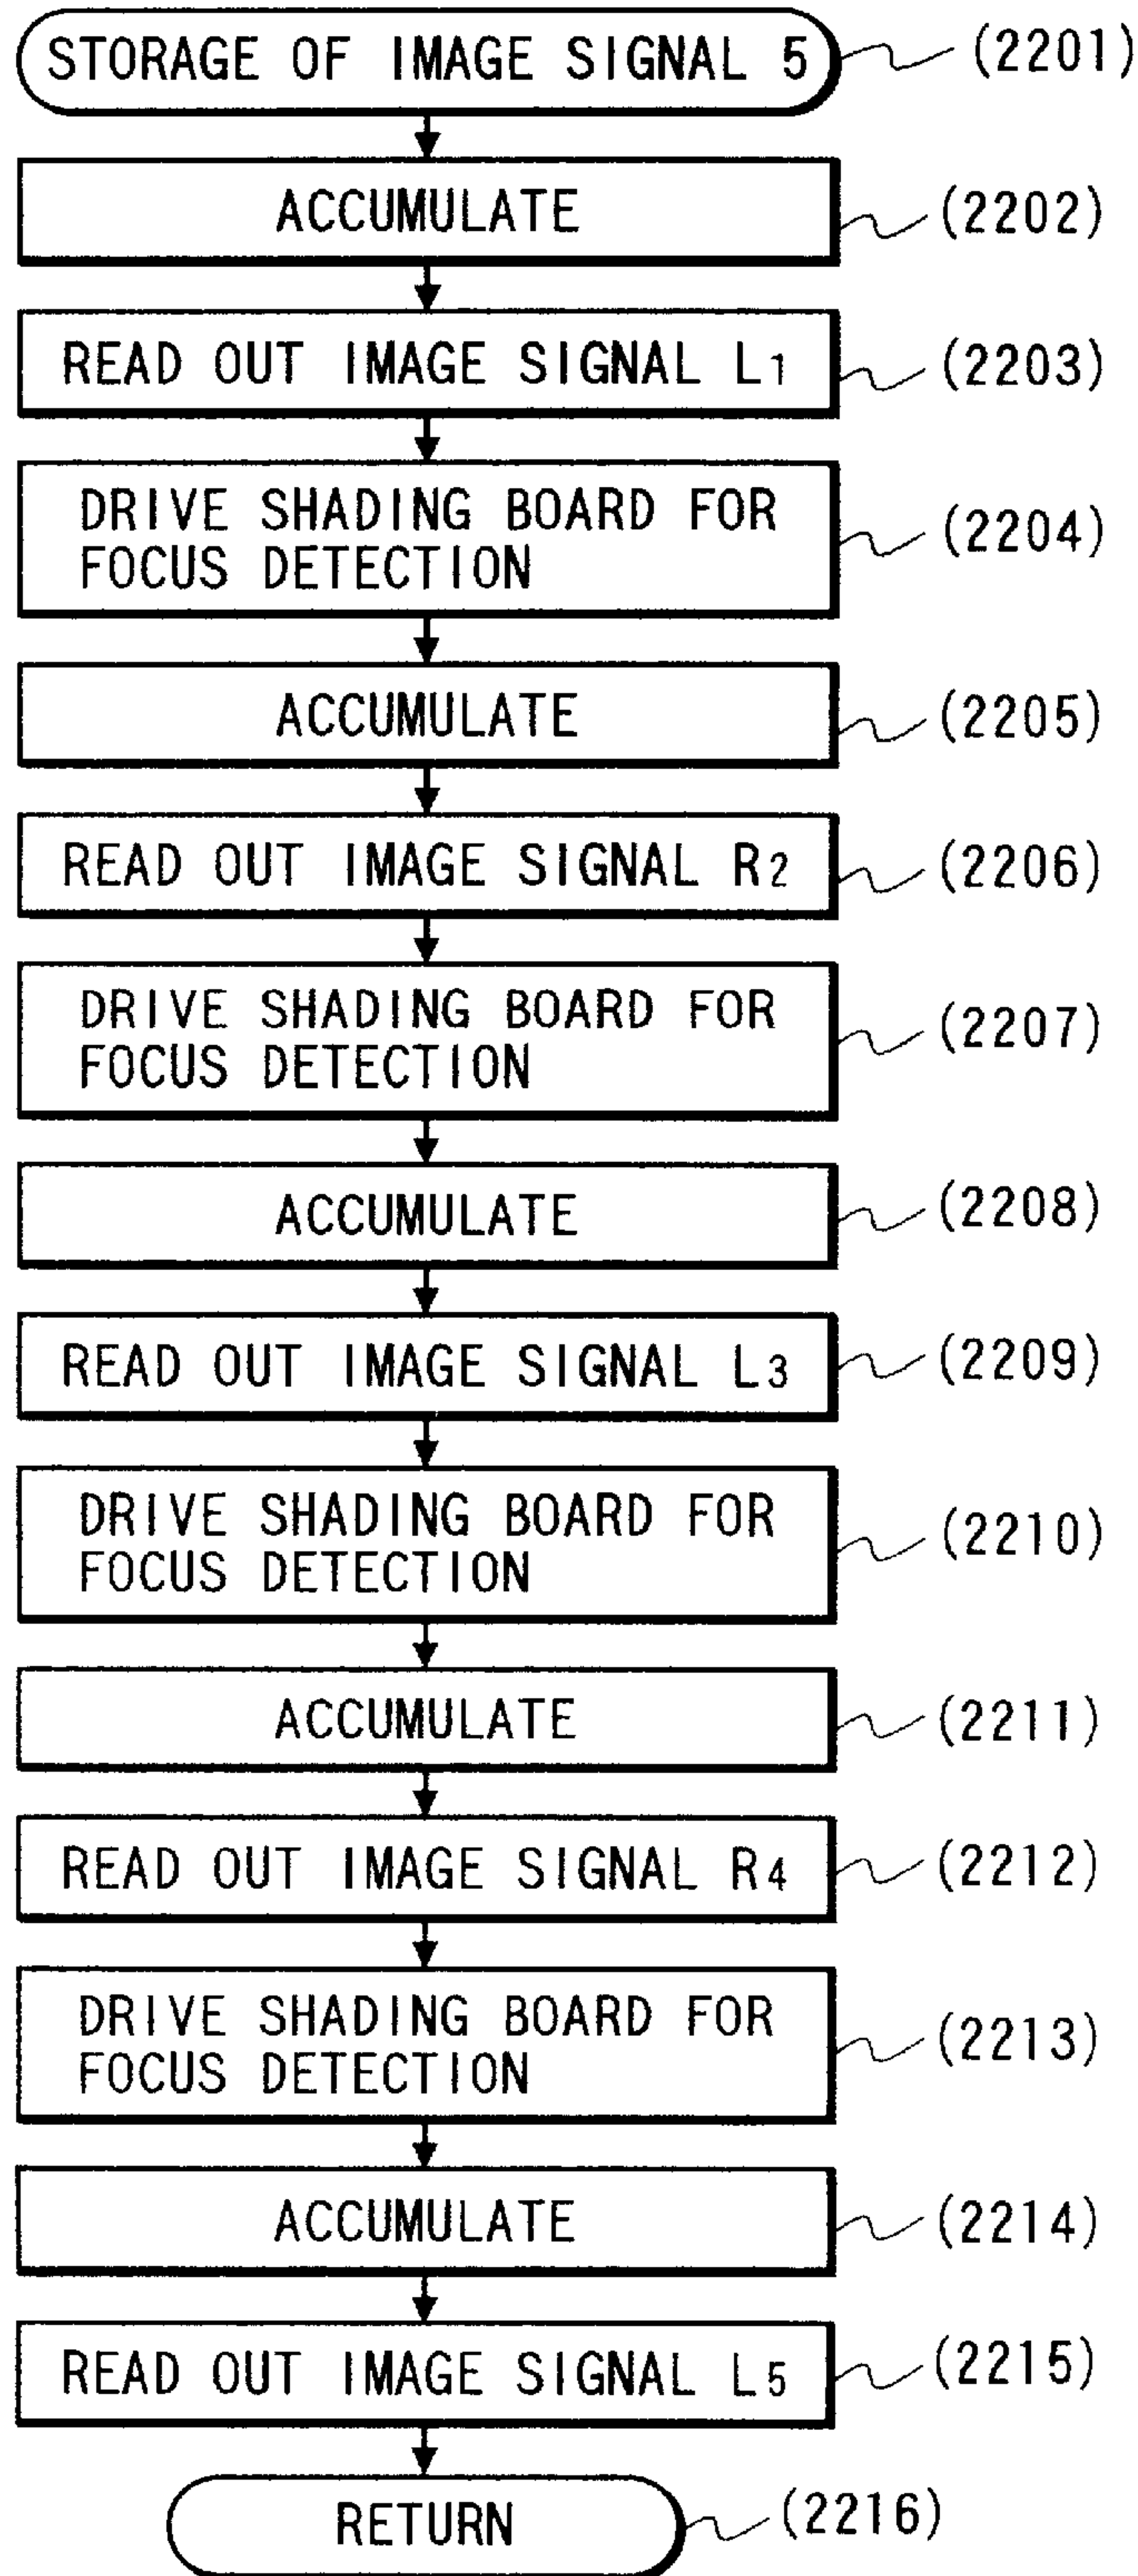 STORAGE OF IMAGE SIGNAL 5 (2201)
ACCUMULATE (2202)
READ OUT IMAGE SIGNAL L1 (2203)
DRIVE SHADING BOARD FOR
FOCUS DETECTION (2204)
ACCUMULATE (2205)
READ OUT IMAGE SIGNAL R2 (2206)
DRIVE SHADING BOARD FOR
FOCUS DETECTION (2207)
ACCUMULATE (2208)
READ OUT IMAGE SIGNAL L3 (2209)
DRIVE SHADING BOARD FOR
FOCUS DETECTION (2210)
ACCUMULATE (2211)
READ OUT IMAGE SIGNAL R4 (2212)
DRIVE SHADING BOARD FOR
FOCUS DETECTION (2213)
ACCUMULATE (2214)
READ OUT IMAGE SIGNAL L5 (2215)
RETURN (2216)